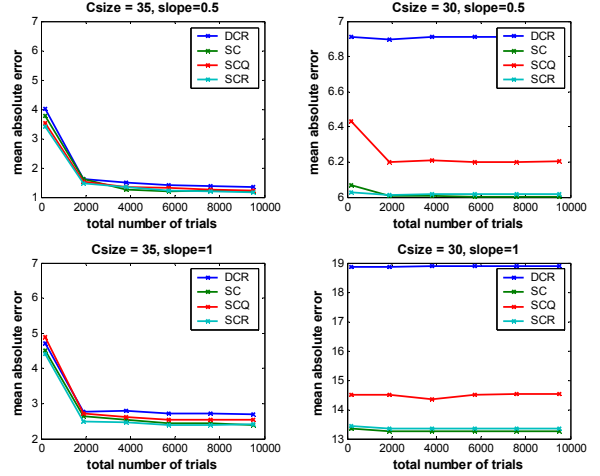 Csize = 35, slope=0.5
mean absolute error
7
6
5
4
3
2
1
DCR
SC
SCQ
SCR
0 2000 4000 6000 8000 10000
total number of trials
Csize = 30, slope=0.5
mean absolute error
7
6.8
6.6
6.4
6.2
6
DCR
SC
SCQ
SCR
0 2000 4000 6000 8000 10000
total number of trials
Csize = 35, slope=1
mean absolute error
7
6
5
4
3
2
DCR
SC
SCQ
SCR
0 2000 4000 6000 8000 10000
total number of trials
Csize = 30, slope=1
mean absolute error
19
18
17
16
15
14
13
DCR
SC
SCQ
SCR
0 2000 4000 6000 8000 10000
total number of trials